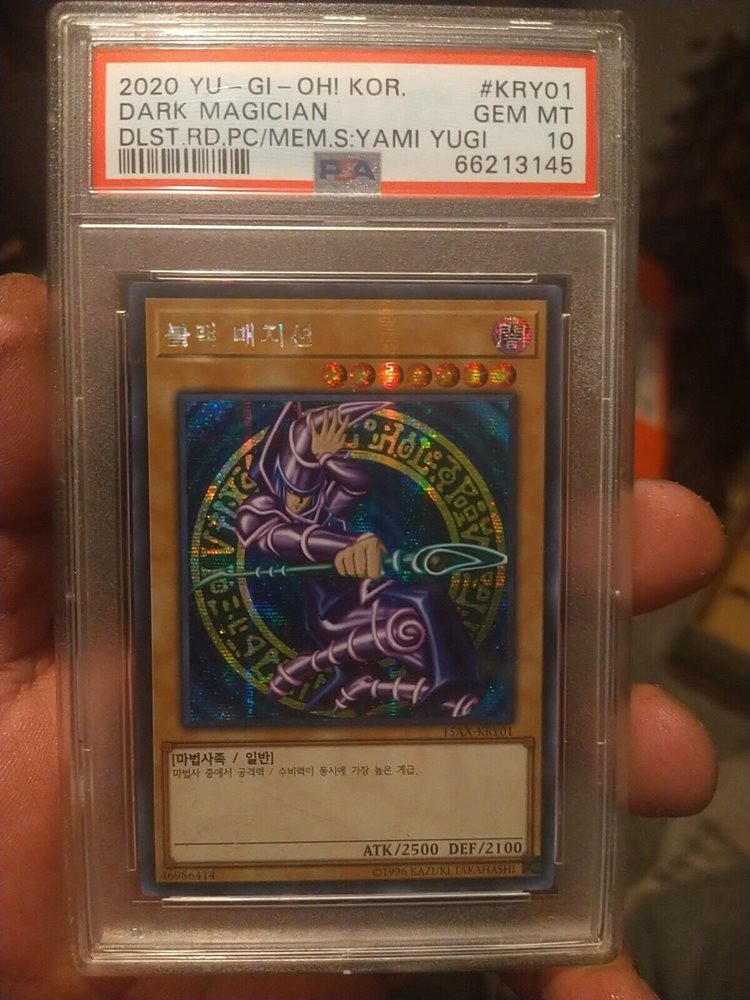 2020 YU-GI-OH! KOR. #KRY01
DARK MAGICIAN GEM MT
DLST.RD.PC/MEM.S:YAMI YUGI 10
PSA 66213145
블랙 매지션 闇
15AX-KRY01
[마법사족 / 일반]
마법사 중에서 공격력 / 수비력이 동시에 가장 높은 계급.
ATK/2500 DEF/2100
46986414 ©1996 KAZUKI TAKAHASHI